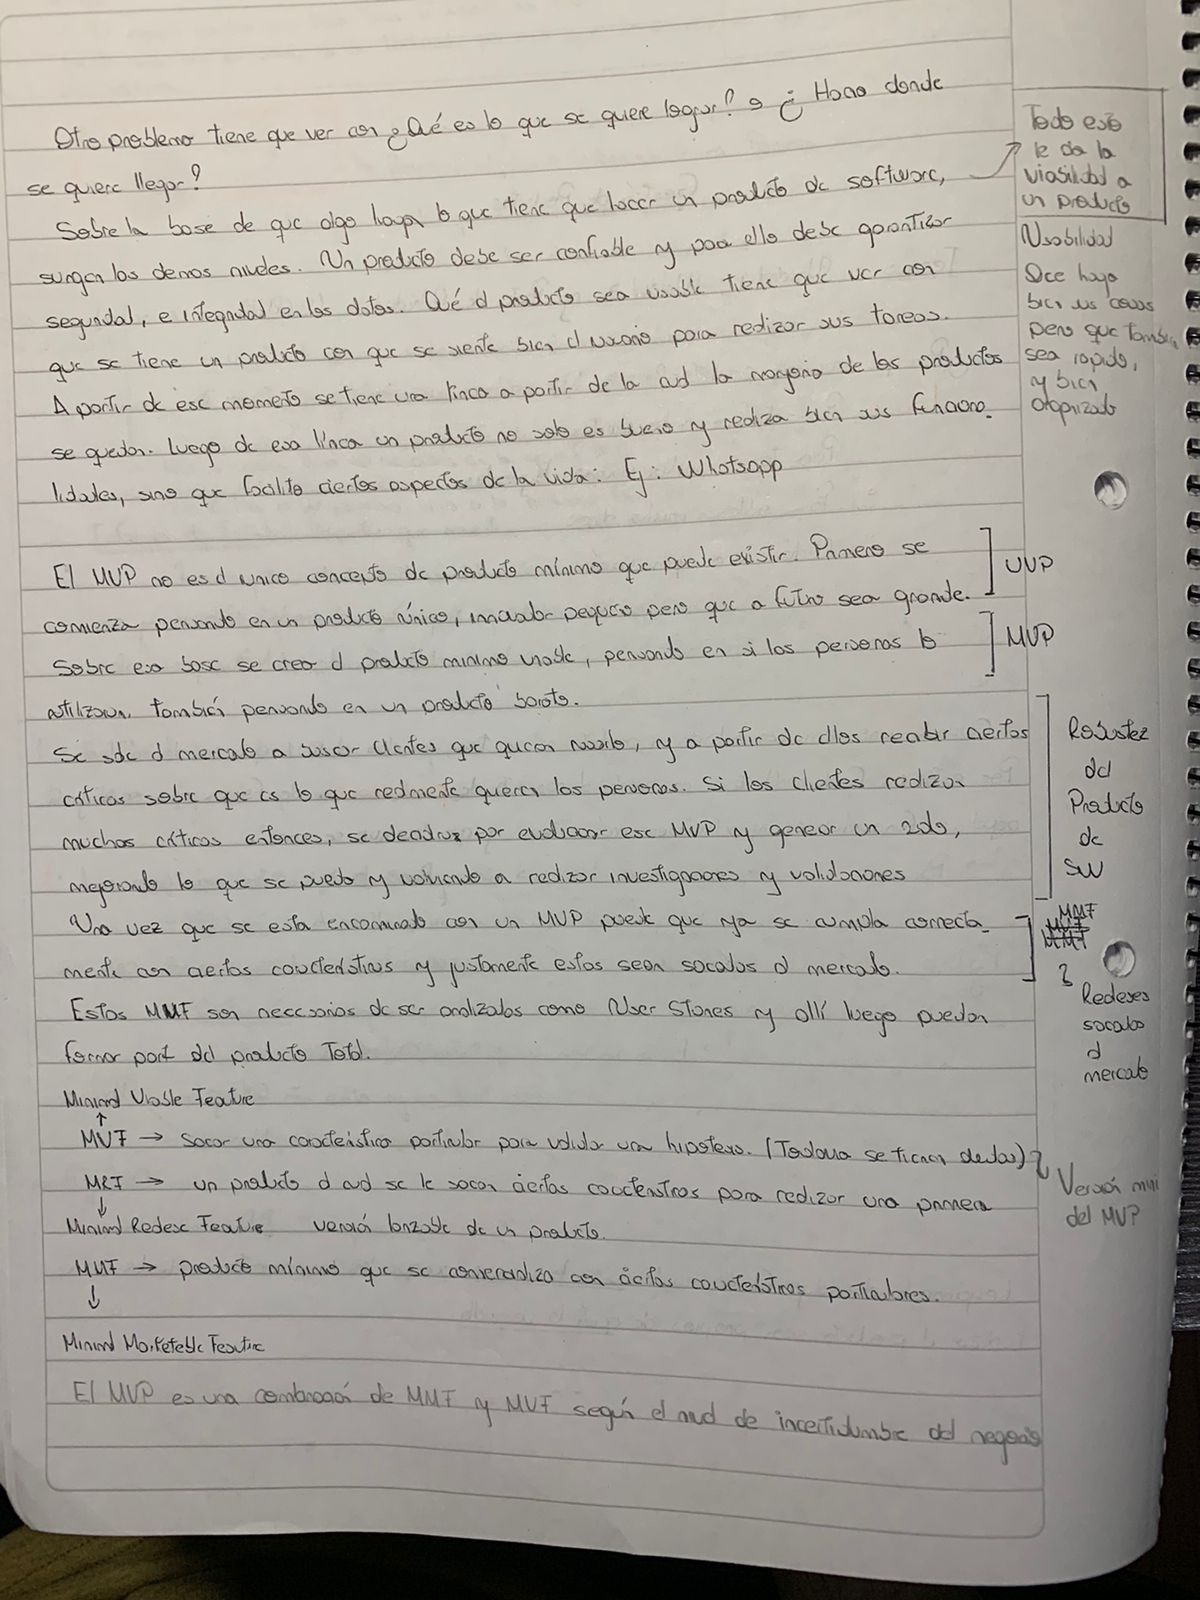 Otro problema tiene que ver con ¿Qué es lo que se quiere lograr? o ¿Hacia donde
se quiere llegar?
Sobre la base de que algo haga lo que tiene que hacer un producto de software,
surgen los demas niveles. Un producto debe ser confiable y para ello debe garantizar
seguridad, e integridad en los datos. Qué el producto sea usable tiene que ver con
que se tiene un producto con que se siente bien el usuario para realizar sus tareas.
A partir de ese momento se tiene una linea a partir de la cual la mayoria de los productos
se quedan. Luego de esa línea un producto no solo es bueno y realiza bien sus funciona_
lidades, sino que facilita ciertos aspectos de la vida: Ej: Whatsapp
Todo esto
le da la
viabilidad a
un producto
Usabilidad
Que haga
bien sus cosas
pero que tambien
sea rapido,
y bien
optimizado
El MVP no es el unico concepto de producto mínimo que puede existir. Primero se
comienza pensando en un producto único, innovador pequeño pero que a futuro sea grande.
UVP
Sobre esa base se crea el producto minimo viable, pensando en si las personas lo
utilizaran, también pensando en un producto barato.
MVP
Se sale al mercado a buscar clientes que quieran usarlo, y a partir de ellos recibir ciertas
críticas sobre que es lo que realmente quieren las personas. Si los clientes realizan
muchas críticas entonces, se por evolucionar ese MVP y generar un 2do,
mejorando lo que se pueda y volviendo a realizar investigaciones y validaciones
Robustez
del
Producto
de
SW
Una vez que se esta encaminado con un MVP puede que ya se cumpla correcta_
mente con ciertas características y justamente estas sean sacadas al mercado.
MMF
Releases
sacados
al
mercado
Estas MMF son necesarias de ser analizadas como User Stories y allí luego puedan
formar part del producto Total.
Minimal Viable Feature
MVF → Sacar una característica particular para validar una hipotesis. (Todavia se tienen dudas)
Versión mini
del MVP
MRF → un producto al cual se le sacan ciertas características para realizar una primera
Minimal Release Feature versión lanzable de un producto.
MMF → producto mínimo que se comercializa con ciertas características particulares.
Minimal Marketable Feature
El MVP es una combinación de MMF y MVF según el nivel de incertidumbre del negocio